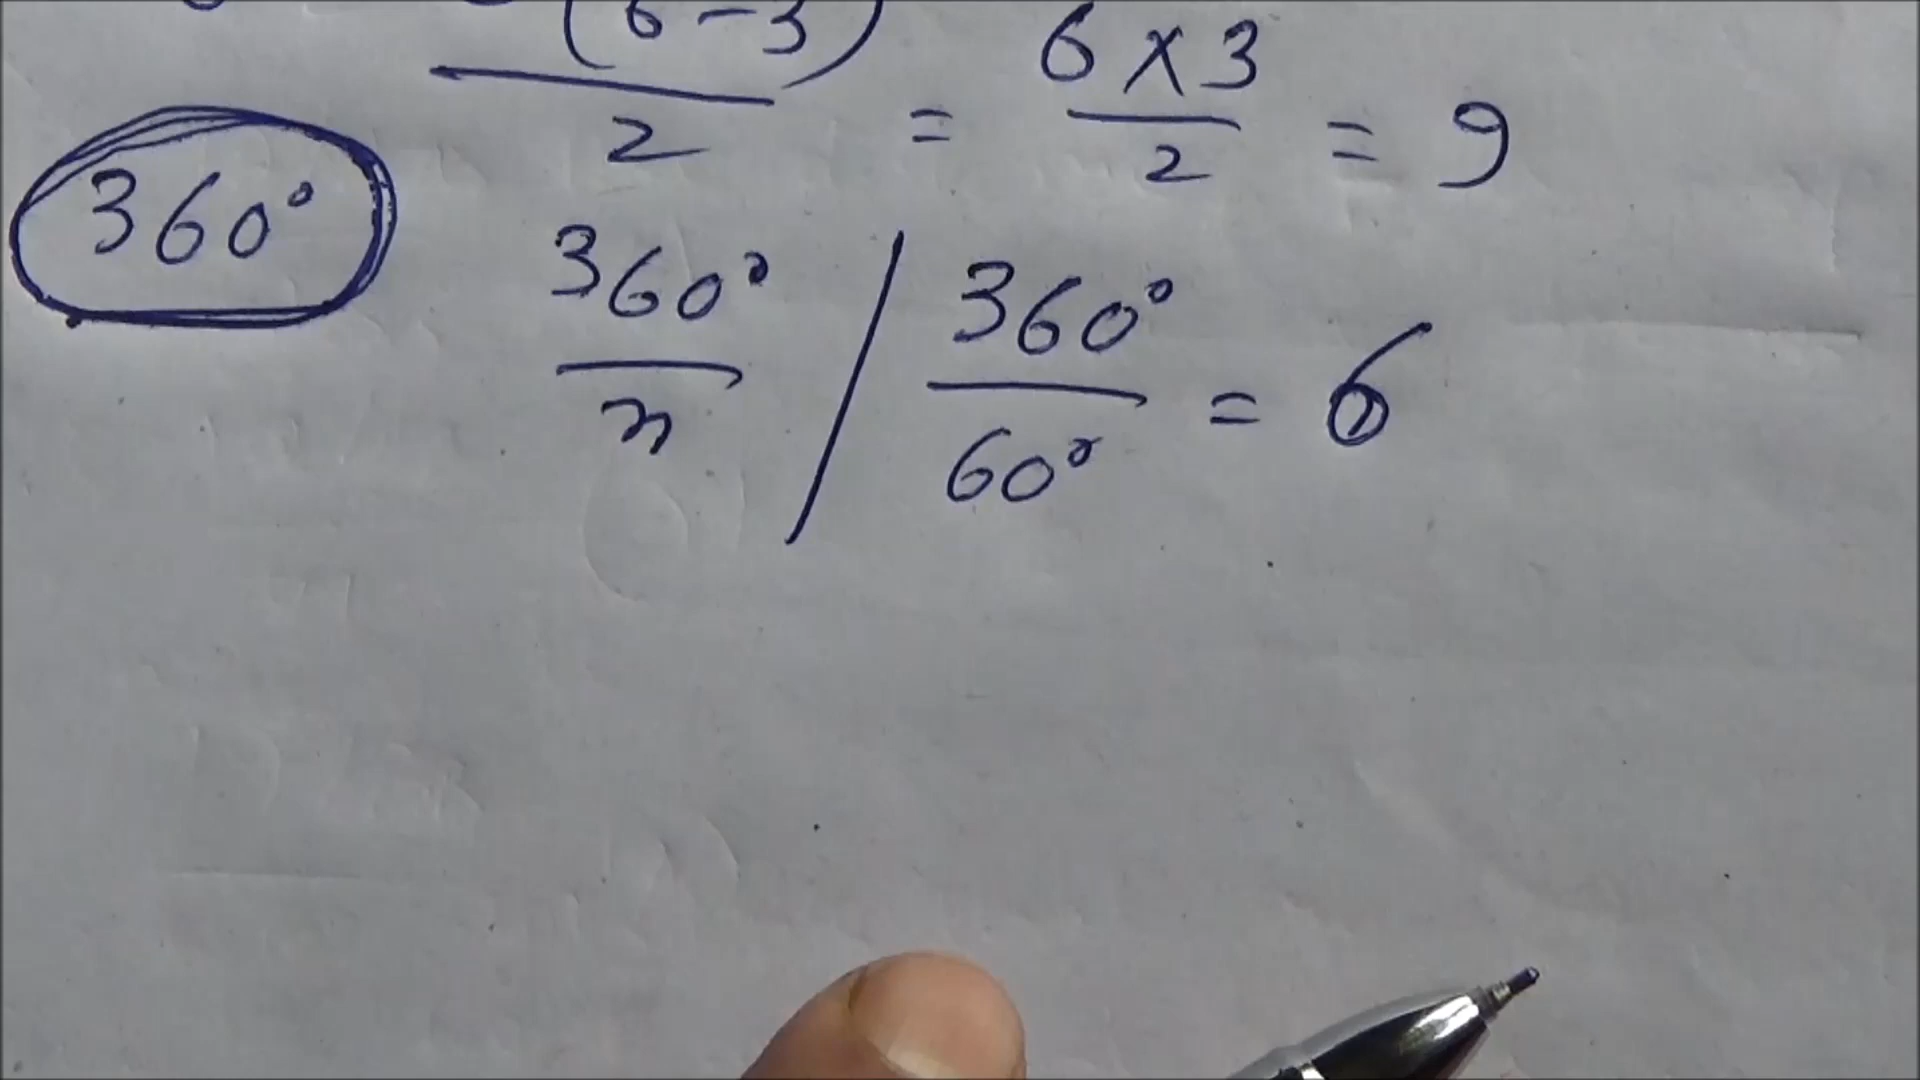 (6-3)/2 = 6×3/2 = 9
360°
360°/n / 360°/60° = 6